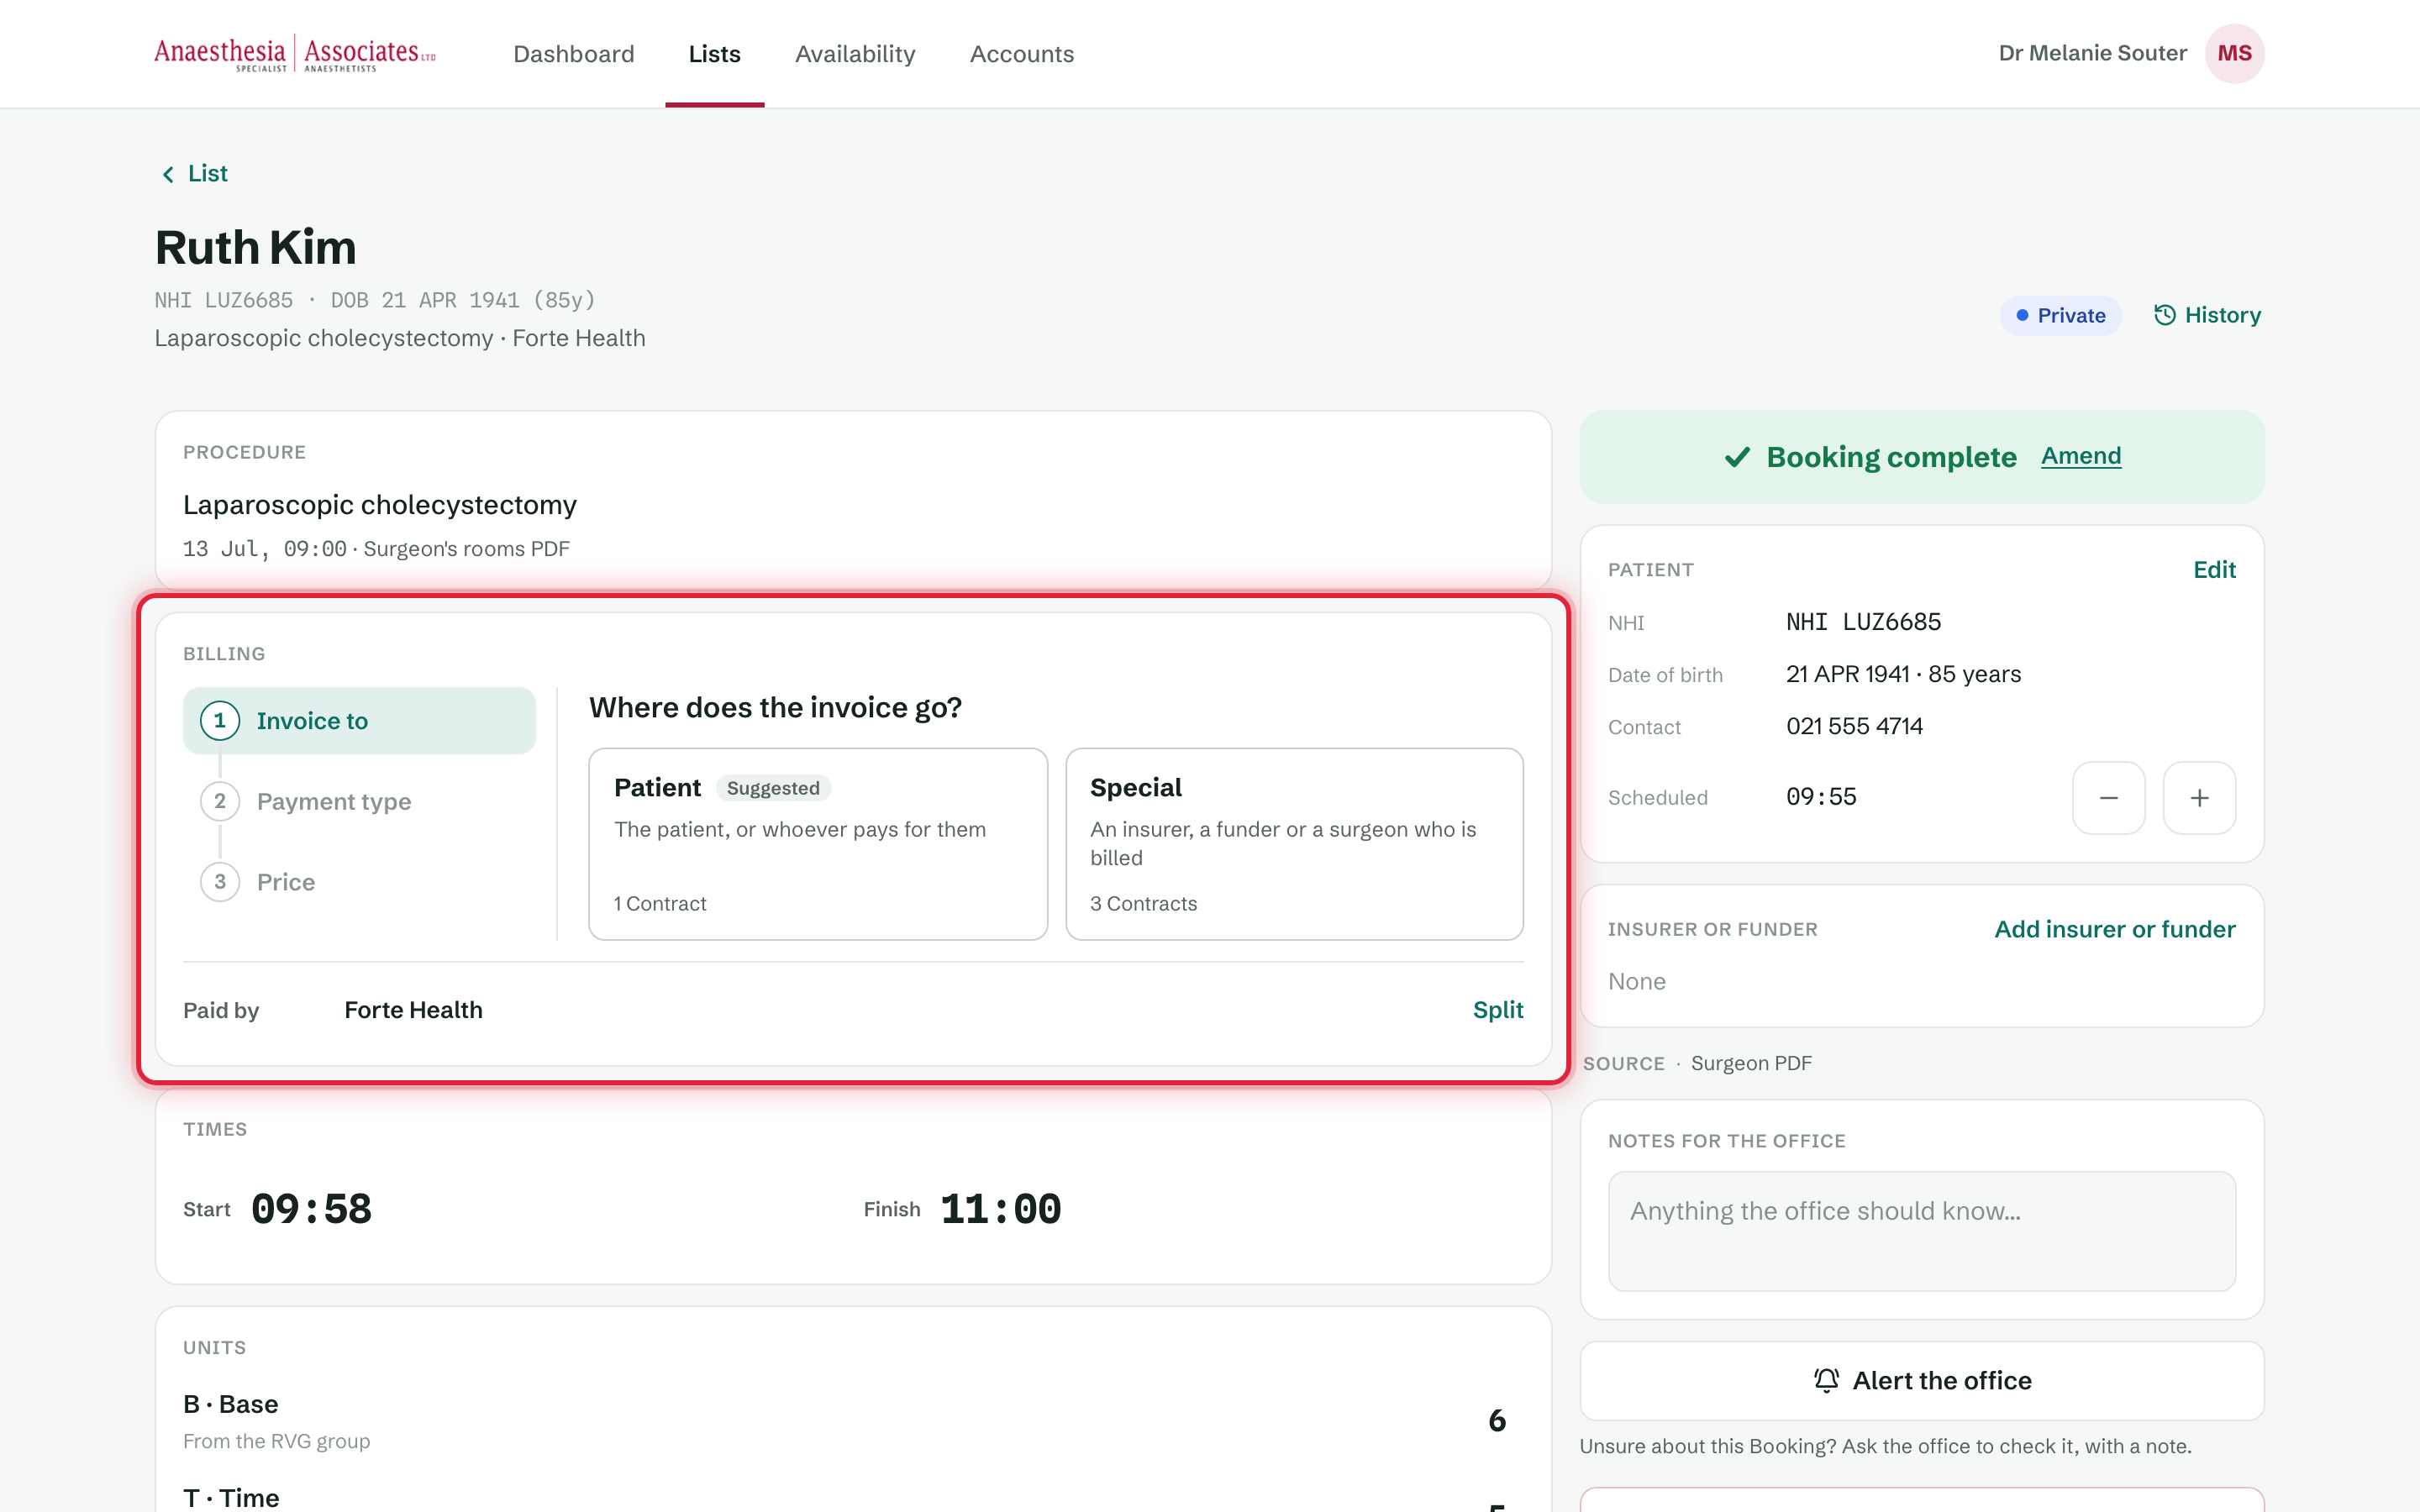 Anaesthesia | Associates LTD
SPECIALIST ANAESTHETISTS
Dashboard
Lists
Availability
Accounts
Dr Melanie Souter
MS
List
Ruth Kim
NHI LUZ6685 · DOB 21 APR 1941 (85y)
Laparoscopic cholecystectomy · Forte Health
Private
History
PROCEDURE
Laparoscopic cholecystectomy
13 Jul, 09:00 · Surgeon's rooms PDF
BILLING
1 Invoice to
2 Payment type
3 Price
Where does the invoice go?
Patient Suggested
The patient, or whoever pays for them
1 Contract
Special
An insurer, a funder or a surgeon who is
billed
3 Contracts
Paid by Forte Health Split
TIMES
Start 09:58
Finish 11:00
UNITS
B · Base
From the RVG group
6
T · Time
Booking complete Amend
PATIENT Edit
NHI NHI LUZ6685
Date of birth 21 APR 1941 · 85 years
Contact 021 555 4714
Scheduled 09:55 − +
INSURER OR FUNDER Add insurer or funder
None
SOURCE · Surgeon PDF
NOTES FOR THE OFFICE
Anything the office should know...
Alert the office
Unsure about this Booking? Ask the office to check it, with a note.